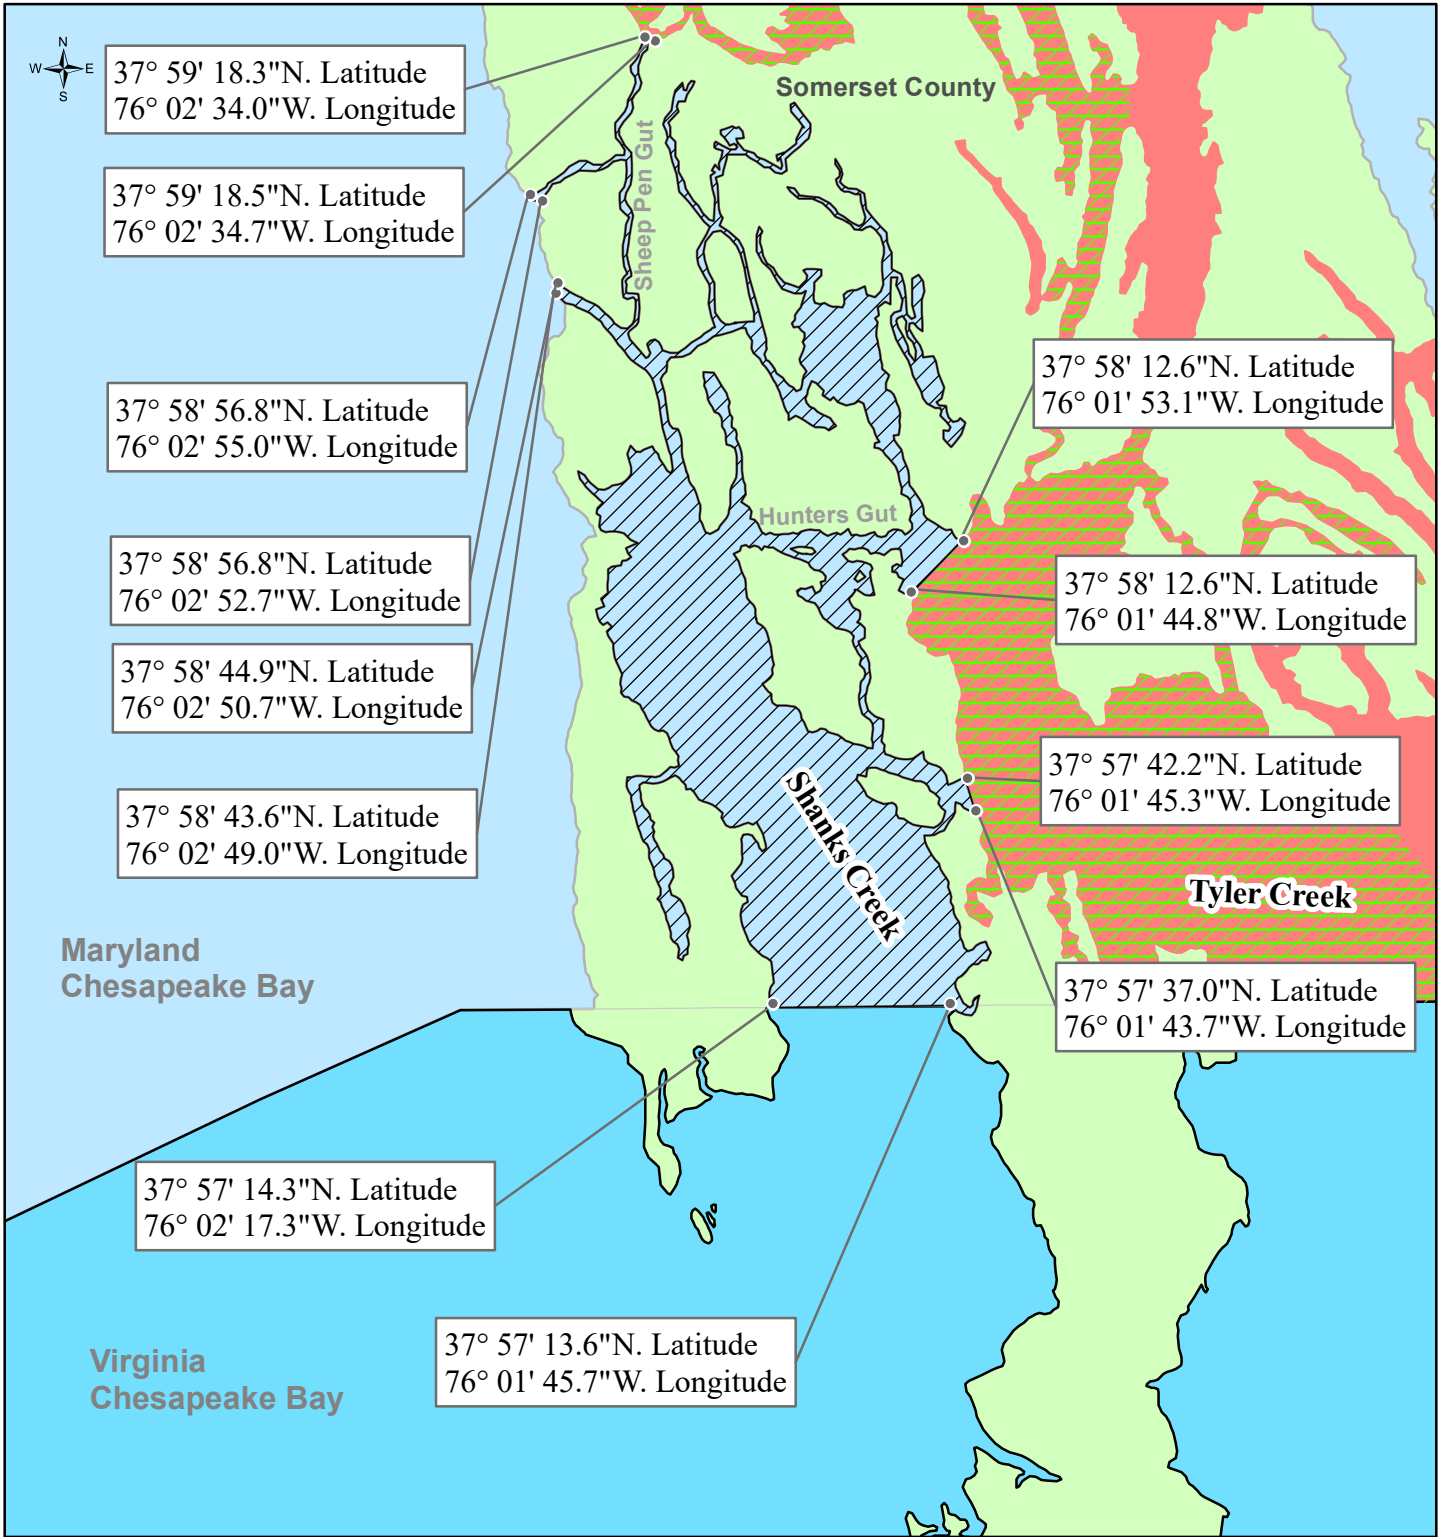 N
W E
S
37° 59' 18.3"N. Latitude
76° 02' 34.0"W. Longitude
Somerset County
Sheep Pen Gut
37° 59' 18.5"N. Latitude
76° 02' 34.7"W. Longitude
37° 58' 12.6"N. Latitude
76° 01' 53.1"W. Longitude
37° 58' 56.8"N. Latitude
76° 02' 55.0"W. Longitude
Hunters Gut
37° 58' 56.8"N. Latitude
76° 02' 52.7"W. Longitude
37° 58' 12.6"N. Latitude
76° 01' 44.8"W. Longitude
37° 58' 44.9"N. Latitude
76° 02' 50.7"W. Longitude
37° 57' 42.2"N. Latitude
76° 01' 45.3"W. Longitude
37° 58' 43.6"N. Latitude
76° 02' 49.0"W. Longitude
Shanks Creek
Tyler Creek
Maryland
Chesapeake Bay
37° 57' 37.0"N. Latitude
76° 01' 43.7"W. Longitude
37° 57' 14.3"N. Latitude
76° 02' 17.3"W. Longitude
37° 57' 13.6"N. Latitude
76° 01' 45.7"W. Longitude
Virginia
Chesapeake Bay